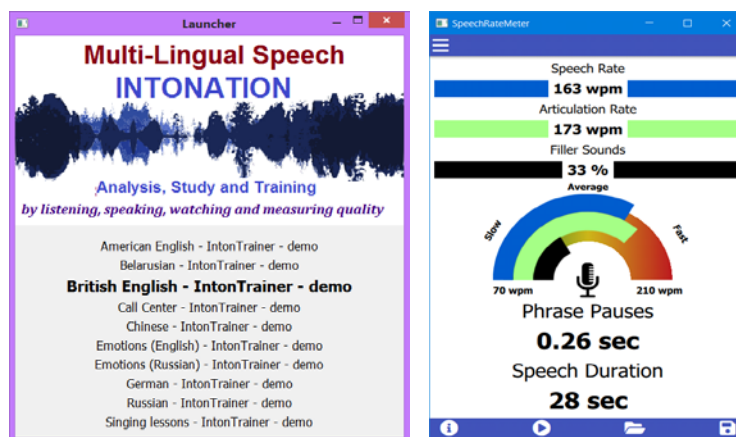 Launcher
Multi-Lingual Speech
INTONATION
Analysis, Study and Training
by listening, speaking, watching and measuring quality
American English - IntonTrainer - demo
Belarusian - IntonTrainer - demo
British English - IntonTrainer - demo
Call Center - IntonTrainer - demo
Chinese - IntonTrainer - demo
Emotions (English) - IntonTrainer - demo
Emotions (Russian) - IntonTrainer - demo
German - IntonTrainer - demo
Russian - IntonTrainer - demo
Singing lessons - IntonTrainer - demo
SpeechRateMeter
Speech Rate
163 wpm
Articulation Rate
173 wpm
Filler Sounds
33 %
Average
Slow
Fast
70 wpm
210 wpm
Phrase Pauses
0.26 sec
Speech Duration
28 sec